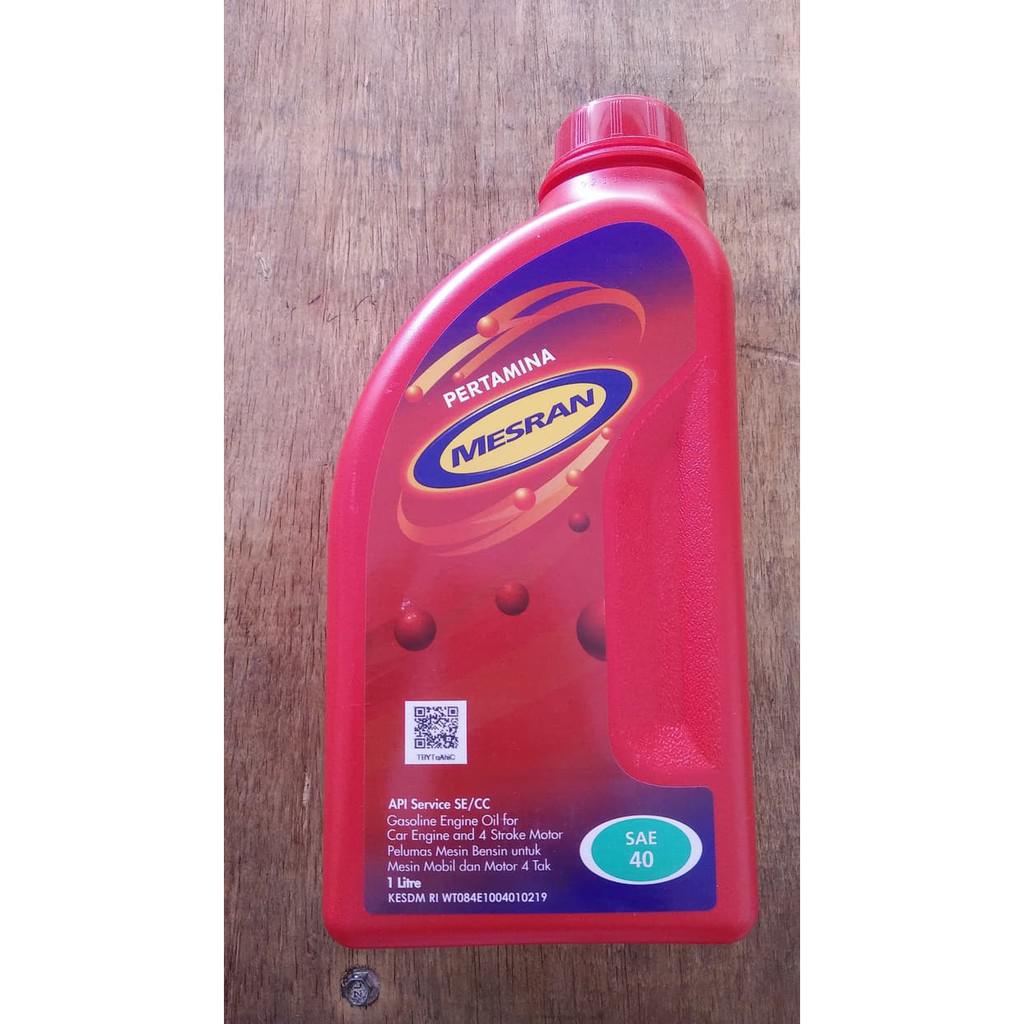 PERTAMINA
MESRAN
API Service SE/CC
Gasoline Engine Oil for
Car Engine and 4 Stroke Motor
Pelumas Mesin Bensin untuk
Mesin Mobil dan Motor 4 Tak
1 Litre
KESDM RI WT084E1004010219
SAE
40